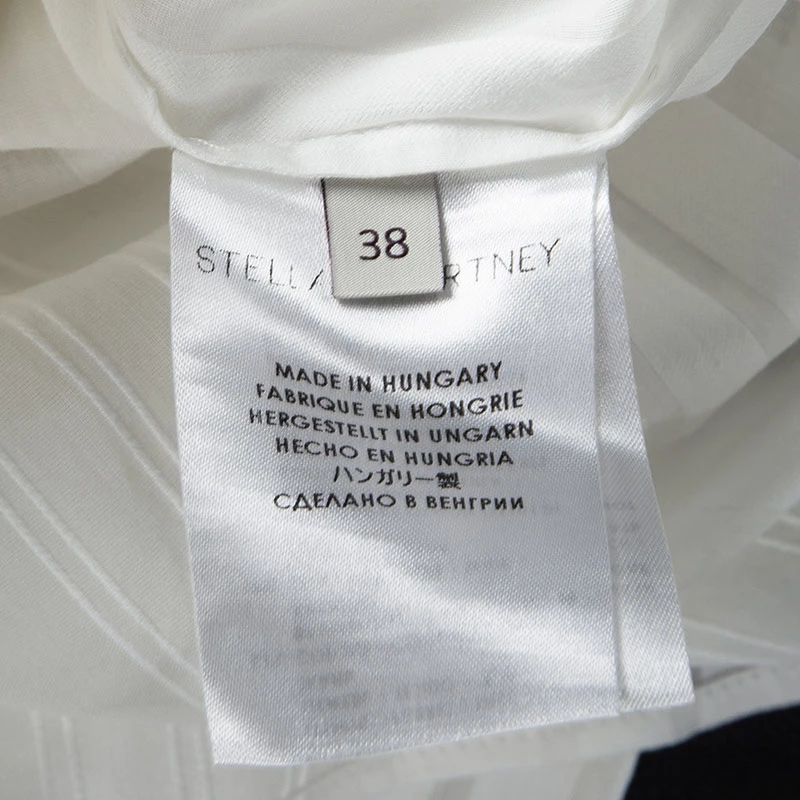 38
STELLA RTNEY
MADE IN HUNGARY
FABRIQUE EN HONGRIE
HERGESTELLT IN UNGARN
HECHO EN HUNGRIA
ハンガリー製
СДЕЛАНО В ВЕНГРИИ